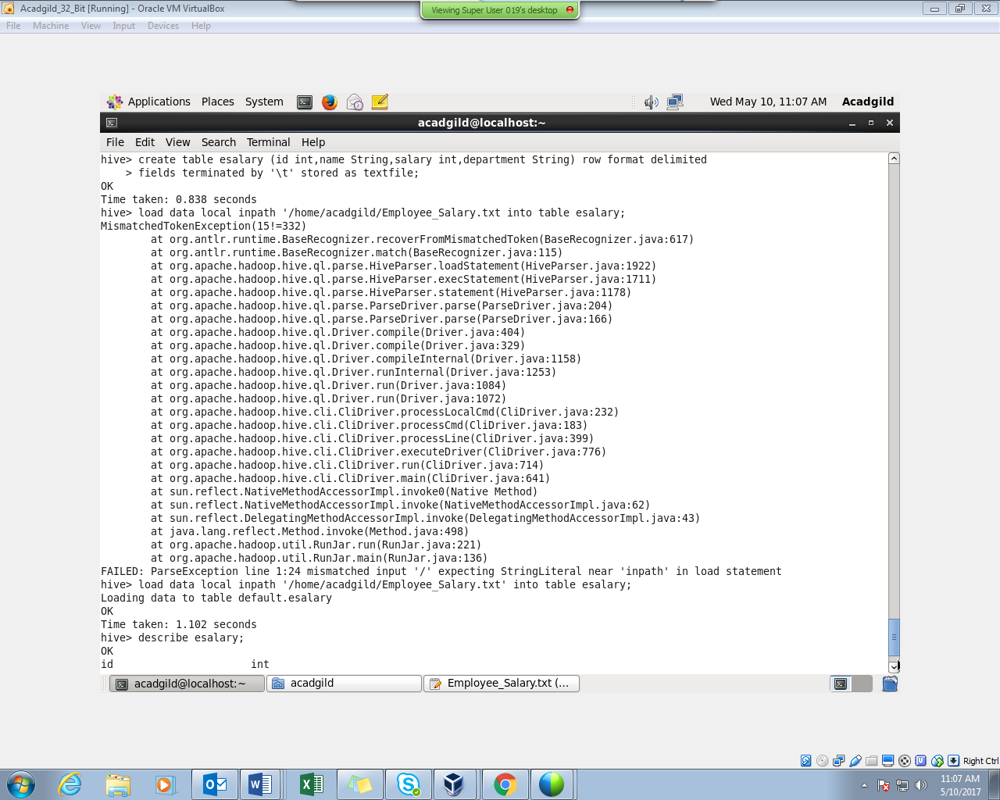 Acadgild_32_Bit [Running] - Oracle VM VirtualBox
Viewing Super User 019's desktop
File Machine View Input Devices Help
Applications Places System Wed May 10, 11:07 AM Acadgild
acadgild@localhost:~
File Edit View Search Terminal Help
hive> create table esalary (id int,name String,salary int,department String) row format delimited
    > fields terminated by '\t' stored as textfile;
OK
Time taken: 0.838 seconds
hive> load data local inpath '/home/acadgild/Employee_Salary.txt into table esalary;
MismatchedTokenException(15!=332)
        at org.antlr.runtime.BaseRecognizer.recoverFromMismatchedToken(BaseRecognizer.java:617)
        at org.antlr.runtime.BaseRecognizer.match(BaseRecognizer.java:115)
        at org.apache.hadoop.hive.ql.parse.HiveParser.loadStatement(HiveParser.java:1922)
        at org.apache.hadoop.hive.ql.parse.HiveParser.execStatement(HiveParser.java:1711)
        at org.apache.hadoop.hive.ql.parse.HiveParser.statement(HiveParser.java:1178)
        at org.apache.hadoop.hive.ql.parse.ParseDriver.parse(ParseDriver.java:204)
        at org.apache.hadoop.hive.ql.parse.ParseDriver.parse(ParseDriver.java:166)
        at org.apache.hadoop.hive.ql.Driver.compile(Driver.java:404)
        at org.apache.hadoop.hive.ql.Driver.compile(Driver.java:329)
        at org.apache.hadoop.hive.ql.Driver.compileInternal(Driver.java:1158)
        at org.apache.hadoop.hive.ql.Driver.runInternal(Driver.java:1253)
        at org.apache.hadoop.hive.ql.Driver.run(Driver.java:1084)
        at org.apache.hadoop.hive.ql.Driver.run(Driver.java:1072)
        at org.apache.hadoop.hive.cli.CliDriver.processLocalCmd(CliDriver.java:232)
        at org.apache.hadoop.hive.cli.CliDriver.processCmd(CliDriver.java:183)
        at org.apache.hadoop.hive.cli.CliDriver.processLine(CliDriver.java:399)
        at org.apache.hadoop.hive.cli.CliDriver.executeDriver(CliDriver.java:776)
        at org.apache.hadoop.hive.cli.CliDriver.run(CliDriver.java:714)
        at org.apache.hadoop.hive.cli.CliDriver.main(CliDriver.java:641)
        at sun.reflect.NativeMethodAccessorImpl.invoke0(Native Method)
        at sun.reflect.NativeMethodAccessorImpl.invoke(NativeMethodAccessorImpl.java:62)
        at sun.reflect.DelegatingMethodAccessorImpl.invoke(DelegatingMethodAccessorImpl.java:43)
        at java.lang.reflect.Method.invoke(Method.java:498)
        at org.apache.hadoop.util.RunJar.run(RunJar.java:221)
        at org.apache.hadoop.util.RunJar.main(RunJar.java:136)
FAILED: ParseException line 1:24 mismatched input '/' expecting StringLiteral near 'inpath' in load statement
hive> load data local inpath '/home/acadgild/Employee_Salary.txt' into table esalary;
Loading data to table default.esalary
OK
Time taken: 1.102 seconds
hive> describe esalary;
OK
id                      int
acadgild@localhost:~ acadgild Employee_Salary.txt (...
Right Ctrl
11:07 AM
5/10/2017